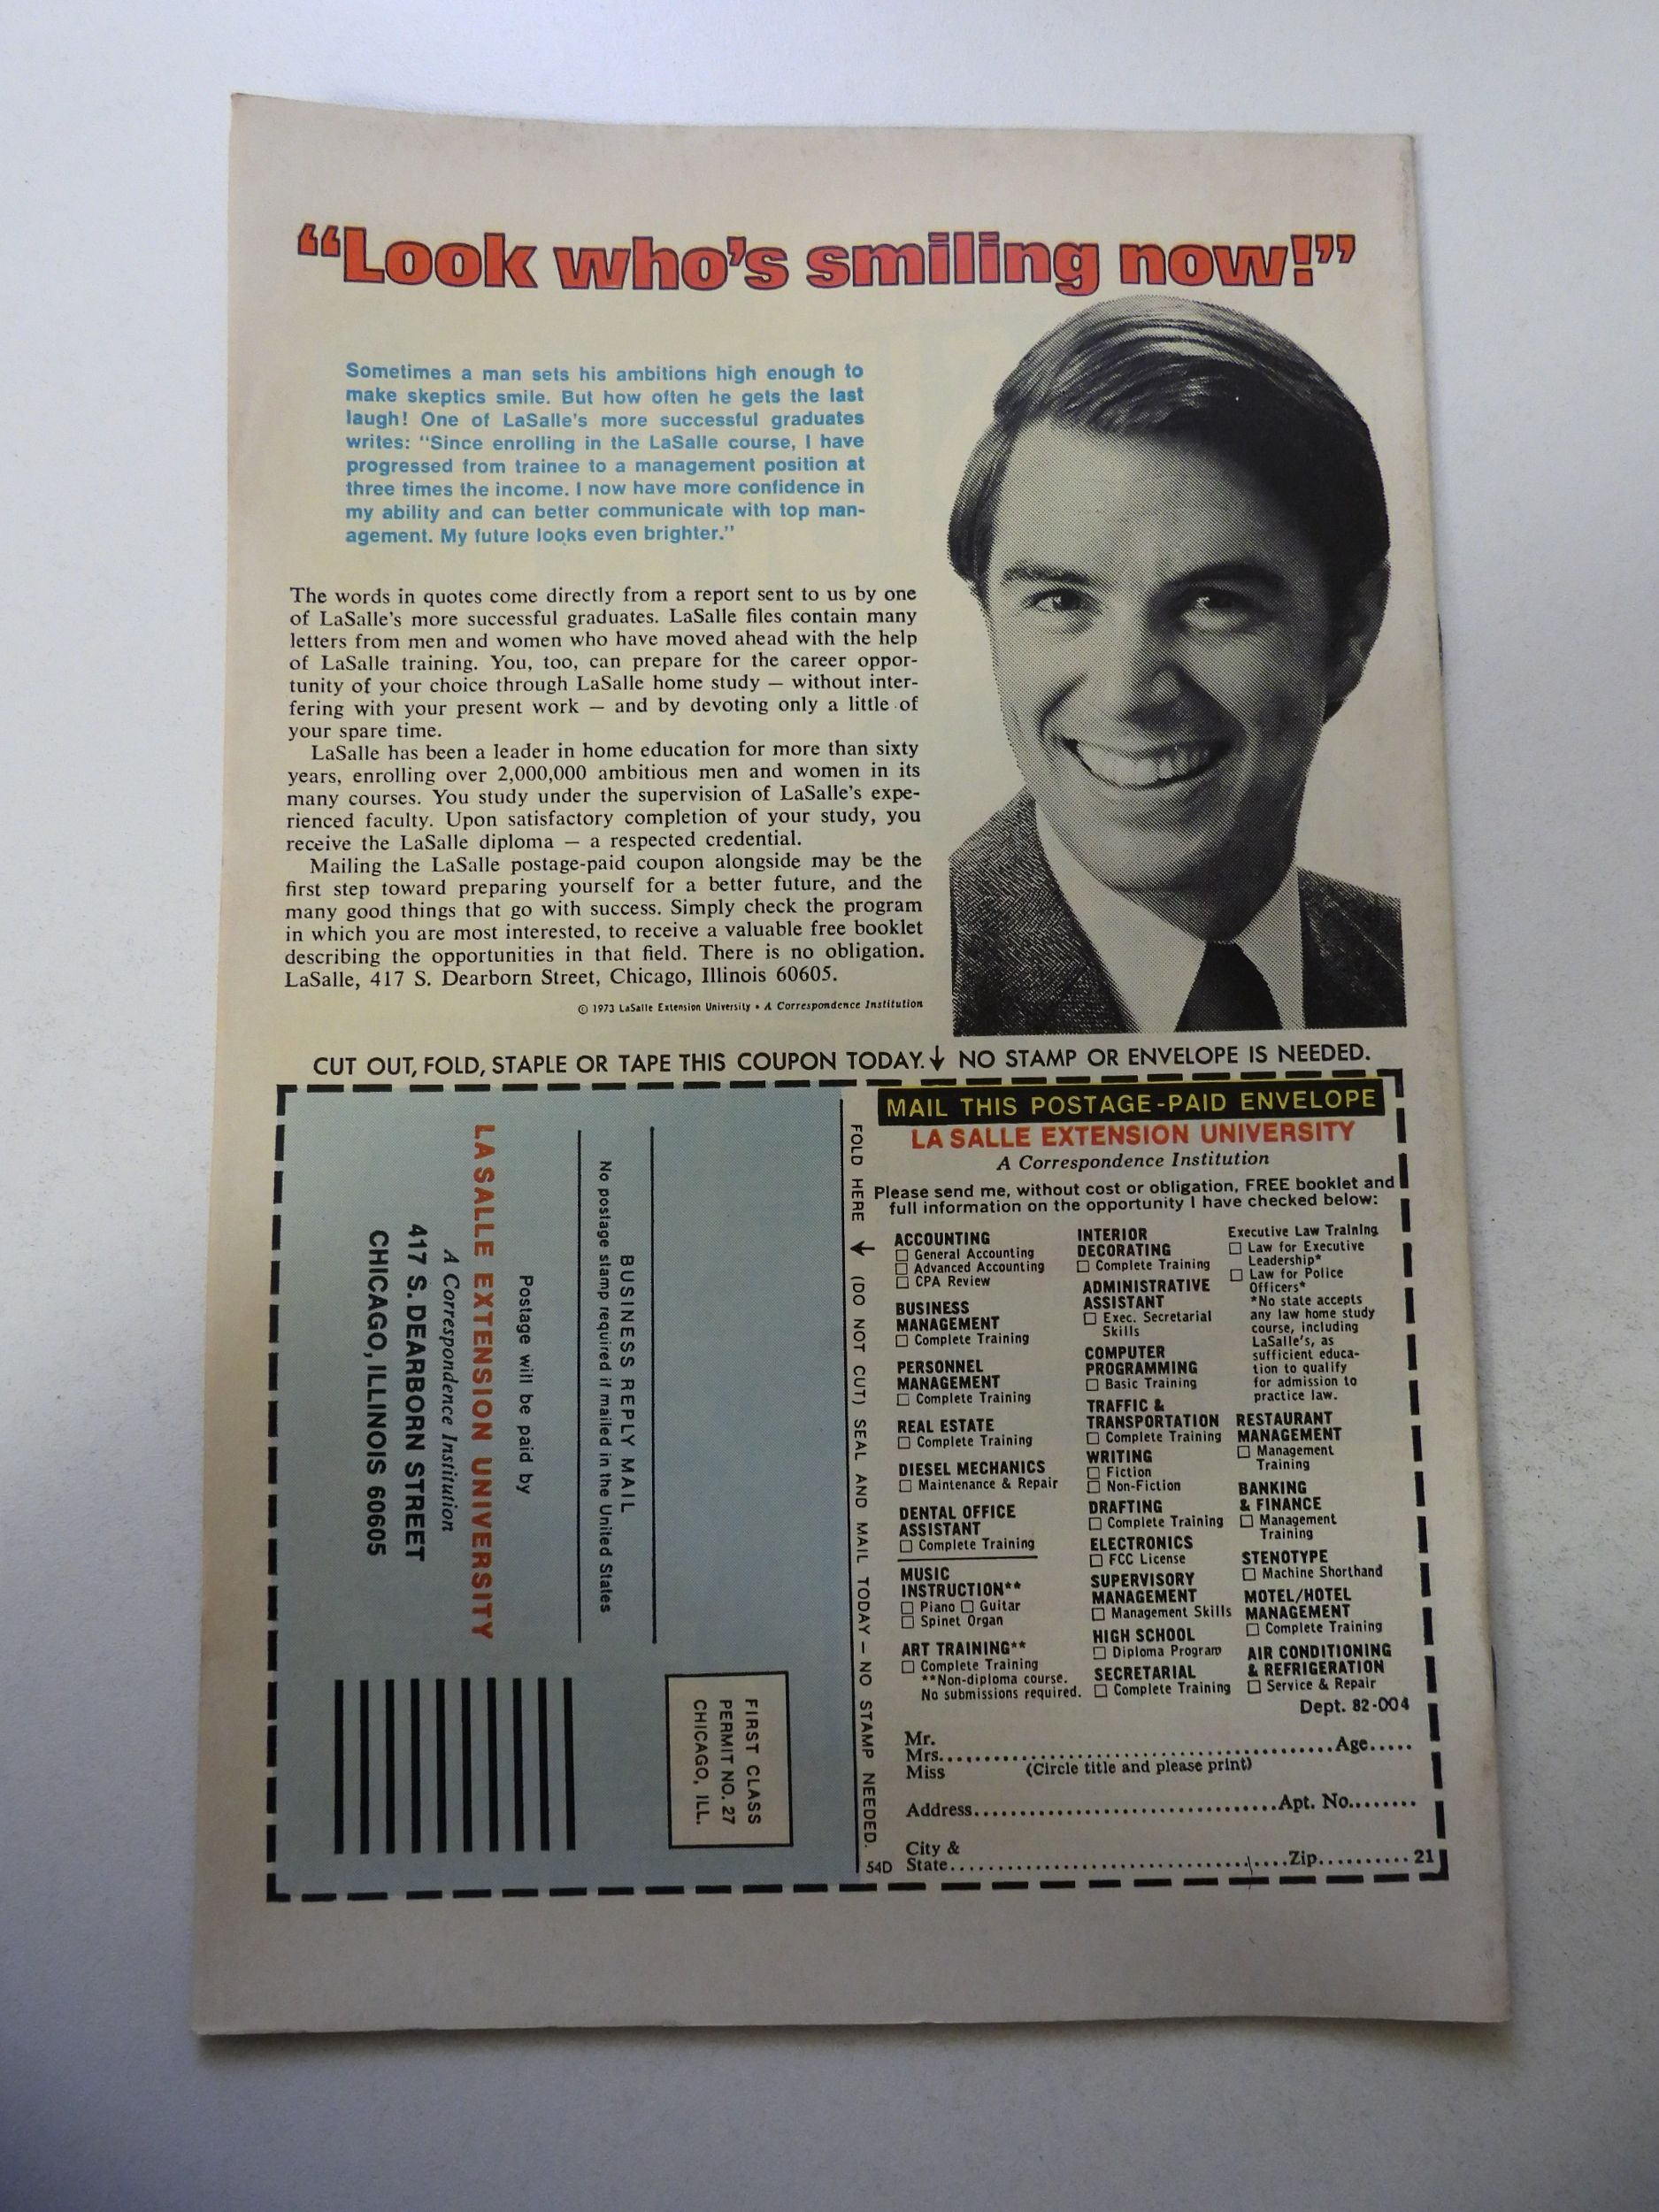 “Look who's smiling now!”
Sometimes a man sets his ambitions high enough to
make skeptics smile. But how often he gets the last
laugh! One of LaSalle's more successful graduates
writes: “Since enrolling in the LaSalle course, I have
progressed from trainee to a management position at
three times the income. I now have more confidence in
my ability and can better communicate with top man-
agement. My future looks even brighter.”
The words in quotes come directly from a report sent to us by one
of LaSalle's more successful graduates. LaSalle files contain many
letters from men and women who have moved ahead with the help
of LaSalle training. You, too, can prepare for the career oppor-
tunity of your choice through LaSalle home study — without inter-
fering with your present work — and by devoting only a little of
your spare time.
LaSalle has been a leader in home education for more than sixty
years, enrolling over 2,000,000 ambitious men and women in its
many courses. You study under the supervision of LaSalle's expe-
rienced faculty. Upon satisfactory completion of your study, you
receive the LaSalle diploma — a respected credential.
Mailing the LaSalle postage-paid coupon alongside may be the
first step toward preparing yourself for a better future, and the
many good things that go with success. Simply check the program
in which you are most interested, to receive a valuable free booklet
describing the opportunities in that field. There is no obligation.
LaSalle, 417 S. Dearborn Street, Chicago, Illinois 60605.
© 1973 LaSalle Extension University • A Correspondence Institution
CUT OUT, FOLD, STAPLE OR TAPE THIS COUPON TODAY.↓ NO STAMP OR ENVELOPE IS NEEDED.
FIRST CLASS
PERMIT NO. 27
CHICAGO, ILL.
BUSINESS REPLY MAIL
No postage stamp required if mailed in the United States
Postage will be paid by
LA SALLE EXTENSION UNIVERSITY
A Correspondence Institution
417 S. DEARBORN STREET
CHICAGO, ILLINOIS 60605
FOLD HERE ↓ (DO NOT CUT) SEAL AND MAIL TODAY — NO STAMP NEEDED.
54D
MAIL THIS POSTAGE-PAID ENVELOPE
LA SALLE EXTENSION UNIVERSITY
A Correspondence Institution
Please send me, without cost or obligation, FREE booklet and
full information on the opportunity I have checked below:
ACCOUNTING
□ General Accounting
□ Advanced Accounting
□ CPA Review
BUSINESS
MANAGEMENT
□ Complete Training
PERSONNEL
MANAGEMENT
□ Complete Training
REAL ESTATE
□ Complete Training
DIESEL MECHANICS
□ Maintenance & Repair
DENTAL OFFICE
ASSISTANT
□ Complete Training
MUSIC
INSTRUCTION**
□ Piano □ Guitar
□ Spinet Organ
ART TRAINING**
□ Complete Training
**Non-diploma course.
No submissions required.
INTERIOR
DECORATING
□ Complete Training
ADMINISTRATIVE
ASSISTANT
□ Exec. Secretarial
Skills
COMPUTER
PROGRAMMING
□ Basic Training
TRAFFIC &
TRANSPORTATION
□ Complete Training
WRITING
□ Fiction
□ Non-Fiction
DRAFTING
□ Complete Training
ELECTRONICS
□ FCC License
SUPERVISORY
MANAGEMENT
□ Management Skills
HIGH SCHOOL
□ Diploma Program
SECRETARIAL
□ Complete Training
Executive Law Training
□ Law for Executive
Leadership*
□ Law for Police
Officers*
*No state accepts
any law home study
course, including
LaSalle's, as
sufficient educa-
tion to qualify
for admission to
practice law.
RESTAURANT
MANAGEMENT
□ Management
Training
BANKING
& FINANCE
□ Management
Training
STENOTYPE
□ Machine Shorthand
MOTEL/HOTEL
MANAGEMENT
□ Complete Training
AIR CONDITIONING
& REFRIGERATION
□ Service & Repair
Dept. 82-004
Mr.
Mrs. Age
Miss (Circle title and please print)
Address Apt. No.
City &
State Zip 21